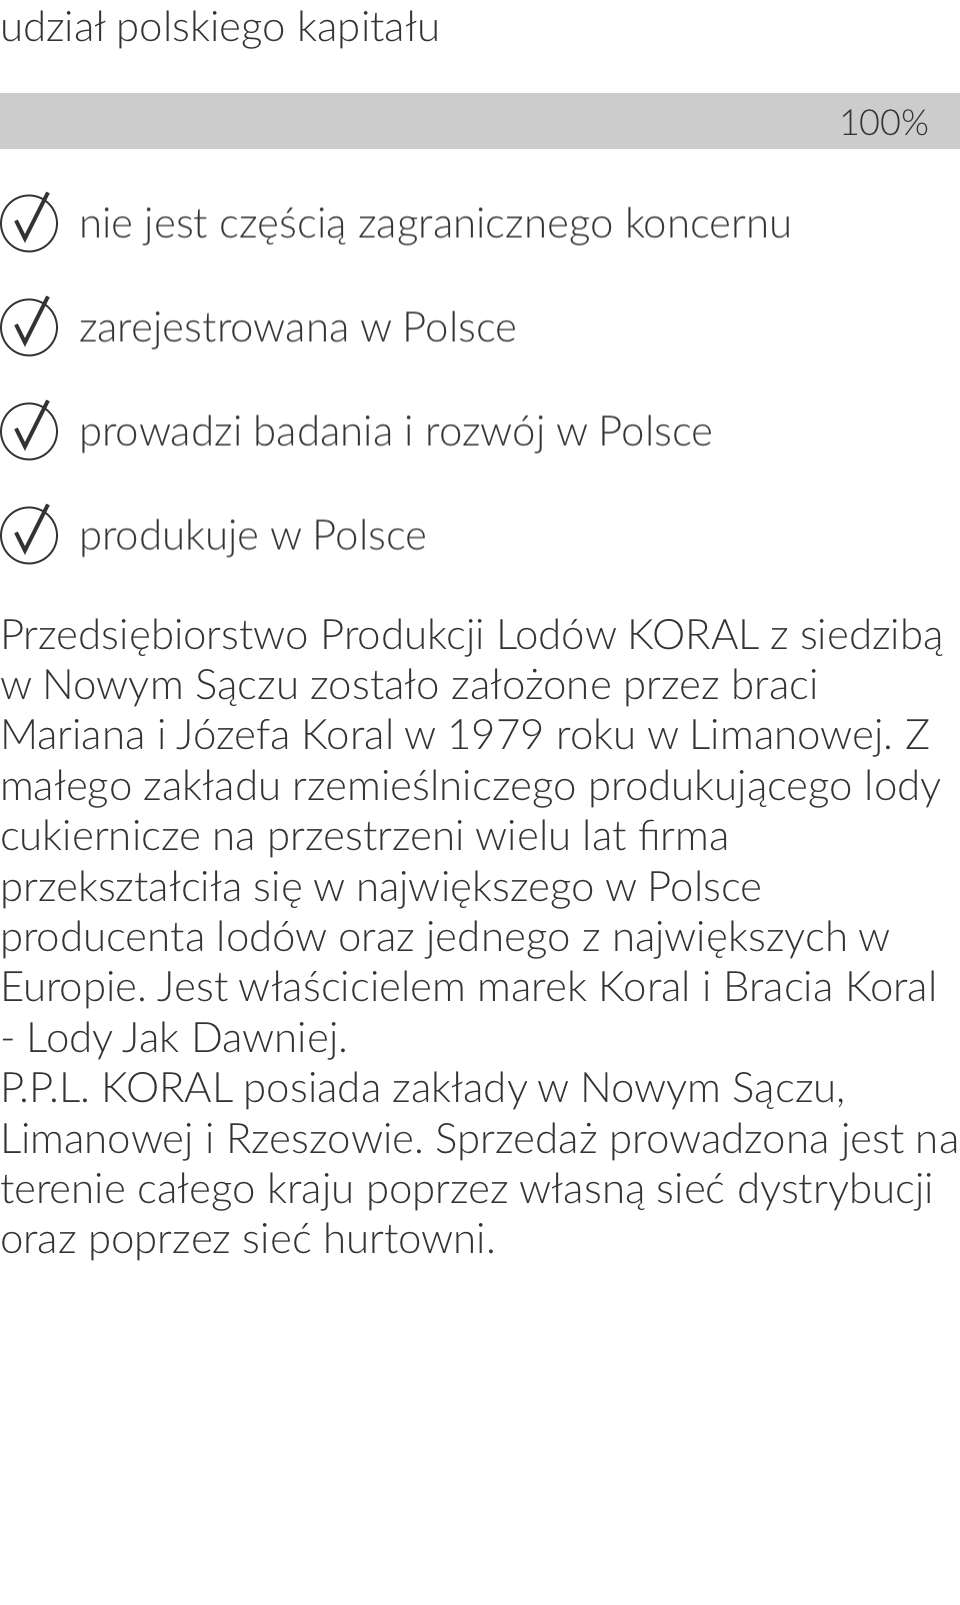 udział polskiego kapitału
100%
nie jest częścią zagranicznego koncernu
zarejestrowana w Polsce
prowadzi badania i rozwój w Polsce
produkuje w Polsce
Przedsiębiorstwo Produkcji Lodów KORAL z siedzibą
w Nowym Sączu zostało założone przez braci
Mariana i Józefa Koral w 1979 roku w Limanowej. Z
małego zakładu rzemieślniczego produkującego lody
cukiernicze na przestrzeni wielu lat firma
przekształciła się w największego w Polsce
producenta lodów oraz jednego z największych w
Europie. Jest właścicielem marek Koral i Bracia Koral
- Lody Jak Dawniej.
P.P.L. KORAL posiada zakłady w Nowym Sączu,
Limanowej i Rzeszowie. Sprzedaż prowadzona jest na
terenie całego kraju poprzez własną sieć dystrybucji
oraz poprzez sieć hurtowni.